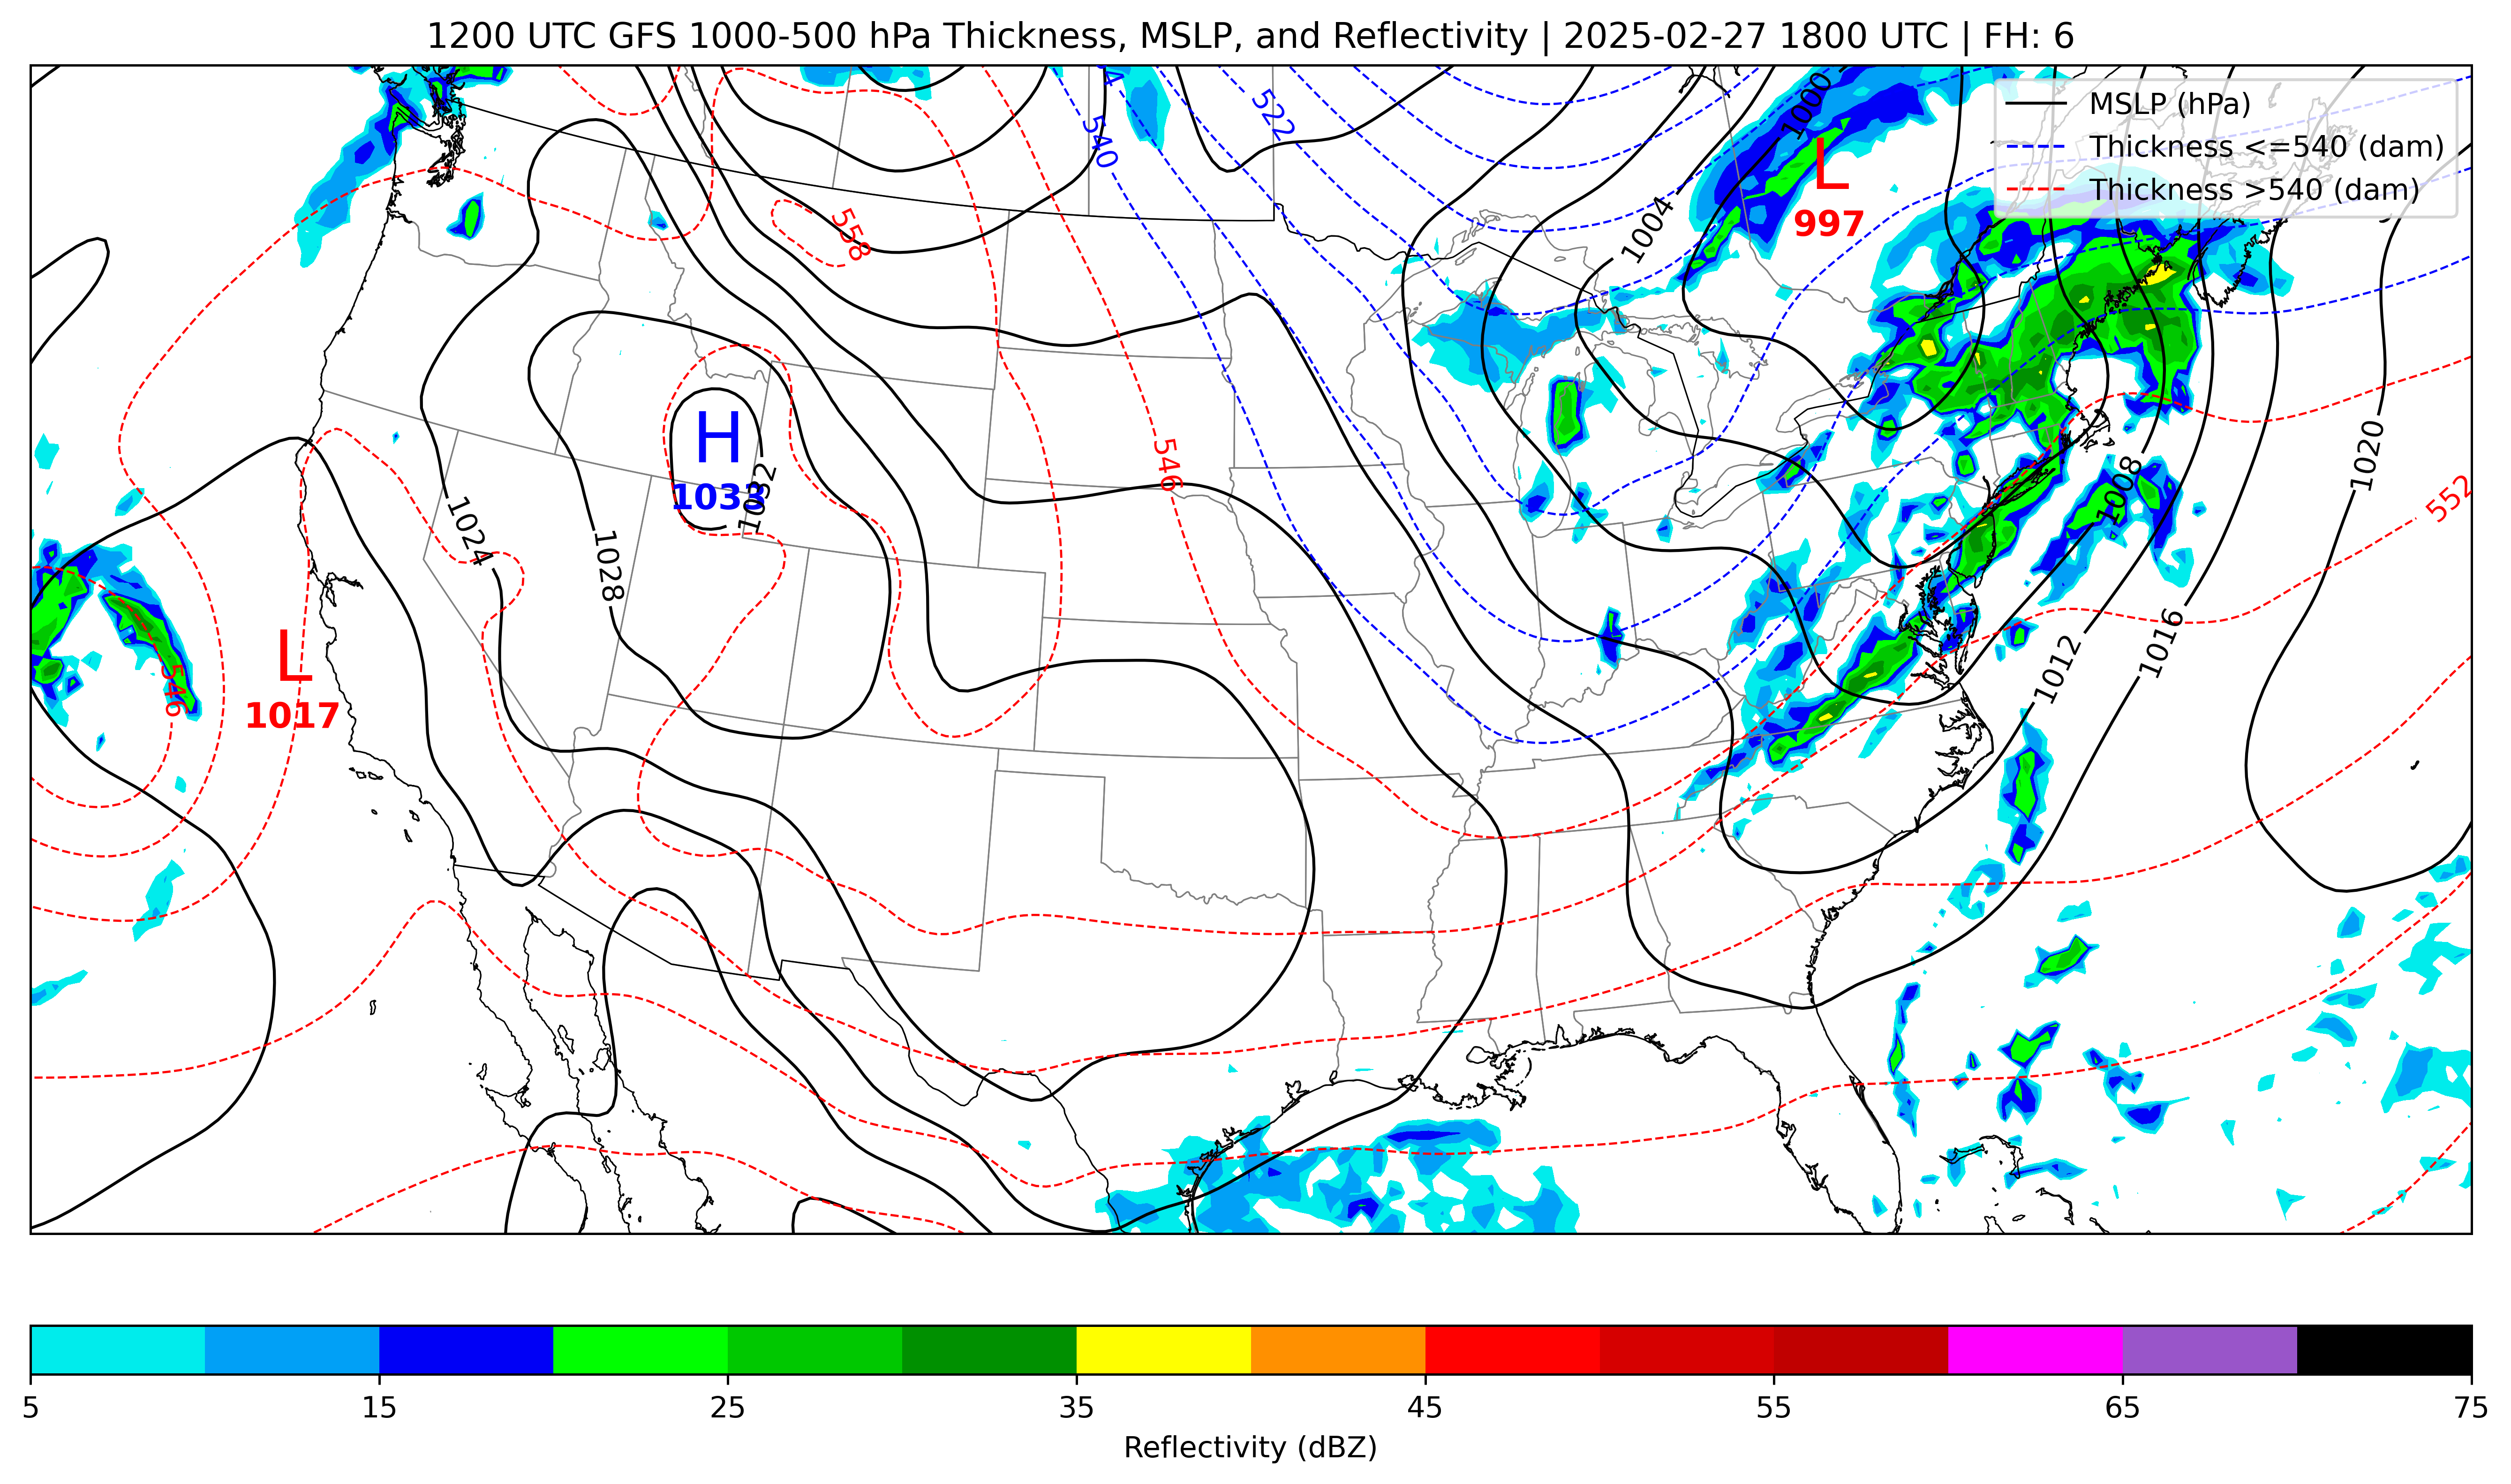 1200 UTC GFS 1000-500 hPa Thickness, MSLP, and Reflectivity | 2025-02-27 1800 UTC | FH: 6
MSLP (hPa)
Thickness <=540 (dam)
Thickness >540 (dam)
522
540
1000
L
997
1004
558
H
1033
1032
546
1020
552
1008
1024
1028
L
1017
546
1012
1016
5 15 25 35 45 55 65 75
Reflectivity (dBZ)